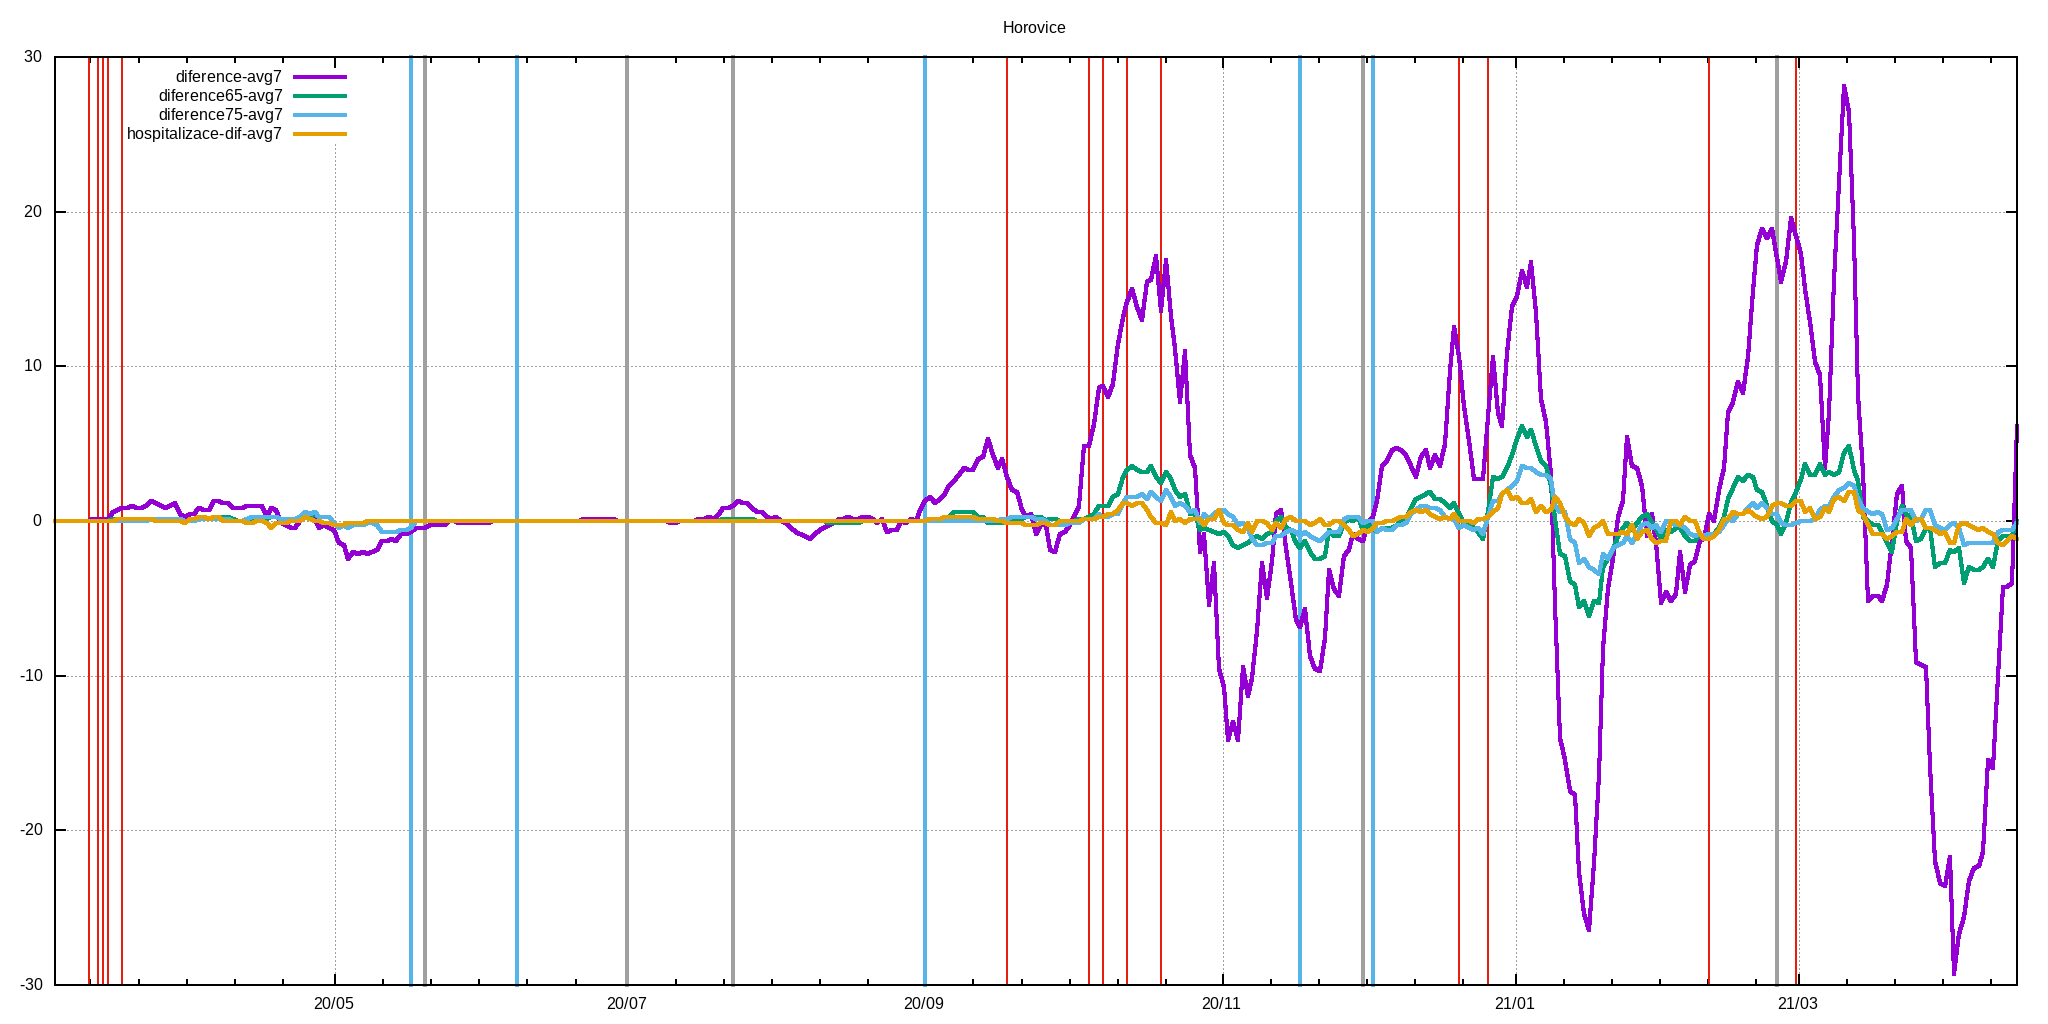 Horovice
30
diference-avg7
diference65-avg7
diference75-avg7
hospitalizace-dif-avg7
20
10
0
-10
-20
-30
20/05 20/07 20/09 20/11 21/01 21/03